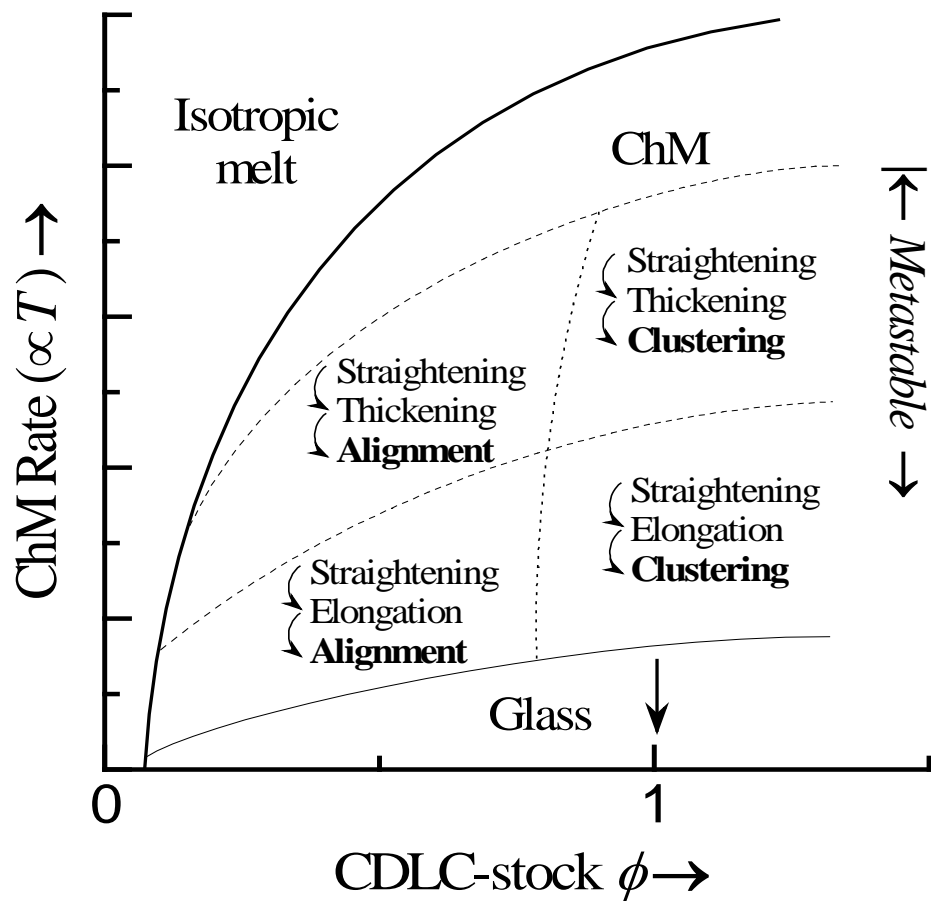 Isotropic
melt
ChM
Straightening
Thickening
Clustering
Straightening
Thickening
Alignment
Straightening
Elongation
Clustering
Straightening
Elongation
Alignment
Glass
← Metastable →
ChM Rate (∝ T) →
0
1
CDLC-stock ϕ→